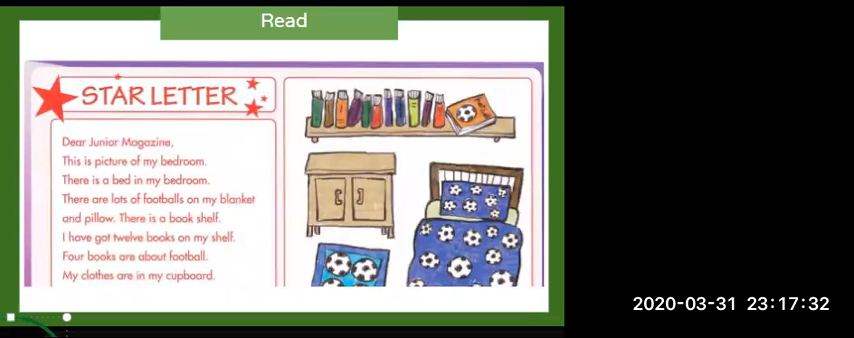 Read
STAR LETTER
Dear Junior Magazine,
This is picture of my bedroom.
There is a bed in my bedroom.
There are lots of footballs on my blanket
and pillow. There is a book shelf.
I have got twelve books on my shelf.
Four books are about football.
My clothes are in my cupboard.
2020-03-31 23:17:32